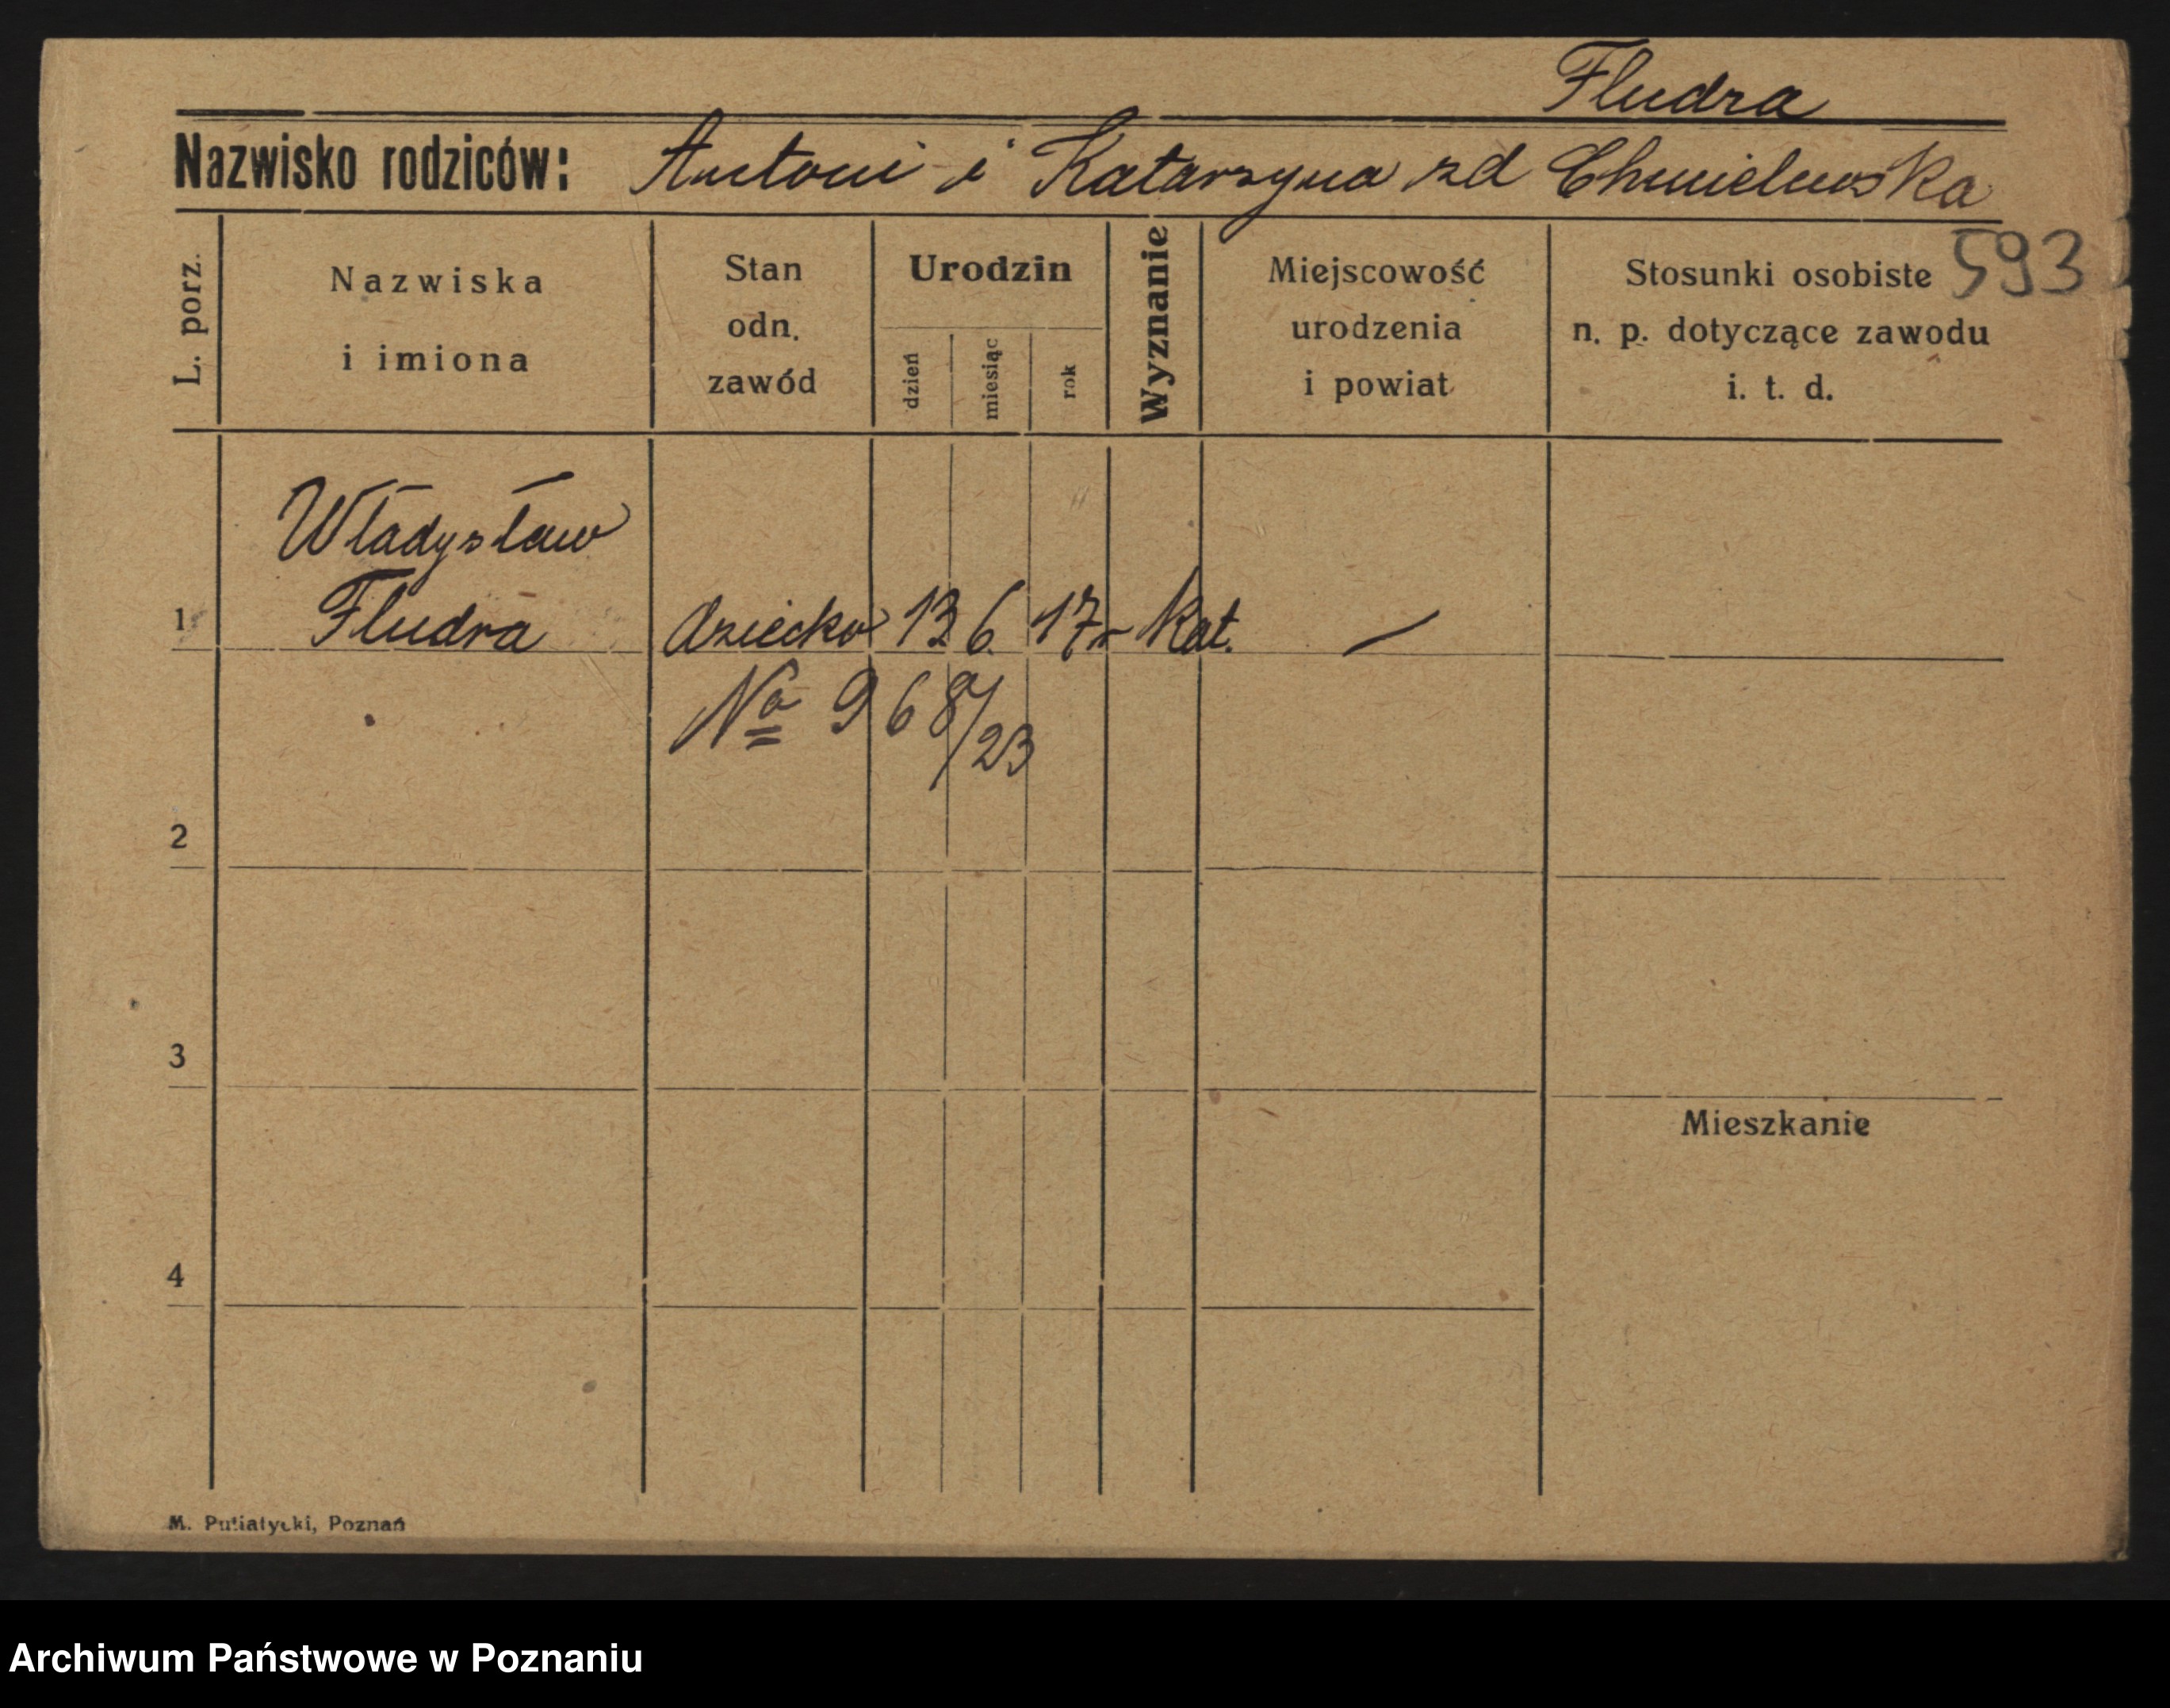 Fludra
Nazwisko rodziców: Antoni i Katarzyna zd Chmielewska
593
L. porz.
Nazwiska
i imiona
Stan
odn.
zawód
Urodzin
dzień
miesiąc
rok
Wyznanie
Miejscowość
urodzenia
i powiat
Stosunki osobiste
n. p. dotyczące zawodu
i. t. d.
Władysław
1 Fludra dziecko 13 6. 17 r kat. —
No 968/23
2
3
Mieszkanie
4
M. Putiatycki, Poznań
Archiwum Państwowe w Poznaniu